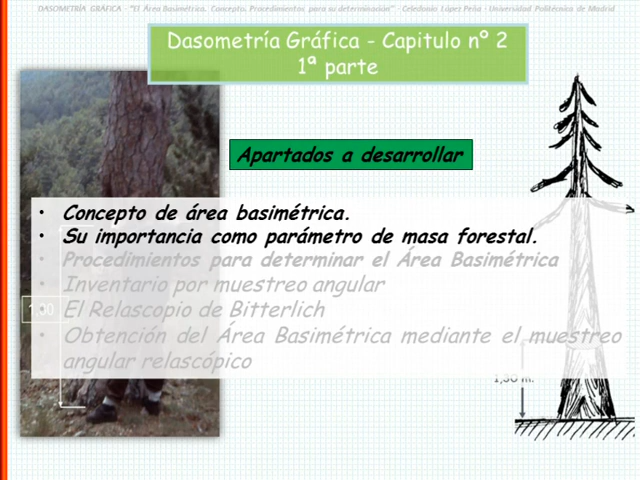 DASOMETRÍA GRÁFICA - "El Área Basimétrica. Concepto. Procedimientos para su determinación" - Celedonio López Peña - Universidad Politécnica de Madrid
Dasometría Gráfica - Capitulo nº 2
1ª parte
Apartados a desarrollar
• Concepto de área basimétrica.
• Su importancia como parámetro de masa forestal.
• Procedimientos para determinar el Área Basimétrica
• Inventario por muestreo angular
• El Relascopio de Bitterlich
• Obtención del Área Basimétrica mediante el muestreo
angular relascópico
1,30
1,30 m.